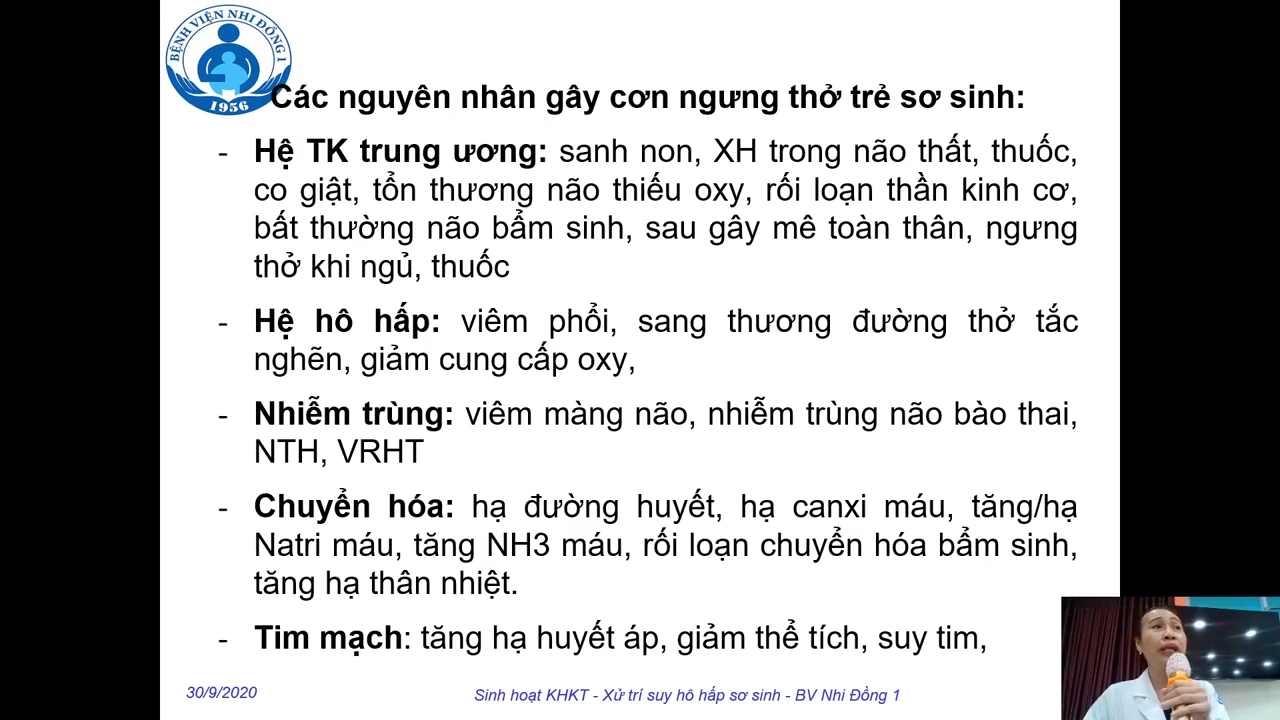 BỆNH VIỆN NHI ĐỒNG 1
1956
Các nguyên nhân gây cơn ngưng thở trẻ sơ sinh:
- Hệ TK trung ương: sanh non, XH trong não thất, thuốc,
co giật, tổn thương não thiếu oxy, rối loạn thần kinh cơ,
bất thường não bẩm sinh, sau gây mê toàn thân, ngưng
thở khi ngủ, thuốc
- Hệ hô hấp: viêm phổi, sang thương đường thở tắc
nghẽn, giảm cung cấp oxy,
- Nhiễm trùng: viêm màng não, nhiễm trùng não bào thai,
NTH, VRHT
- Chuyển hóa: hạ đường huyết, hạ canxi máu, tăng/hạ
Natri máu, tăng NH3 máu, rối loạn chuyển hóa bẩm sinh,
tăng hạ thân nhiệt.
- Tim mạch: tăng hạ huyết áp, giảm thể tích, suy tim,
30/9/2020
Sinh hoạt KHKT - Xử trí suy hô hấp sơ sinh - BV Nhi Đồng 1